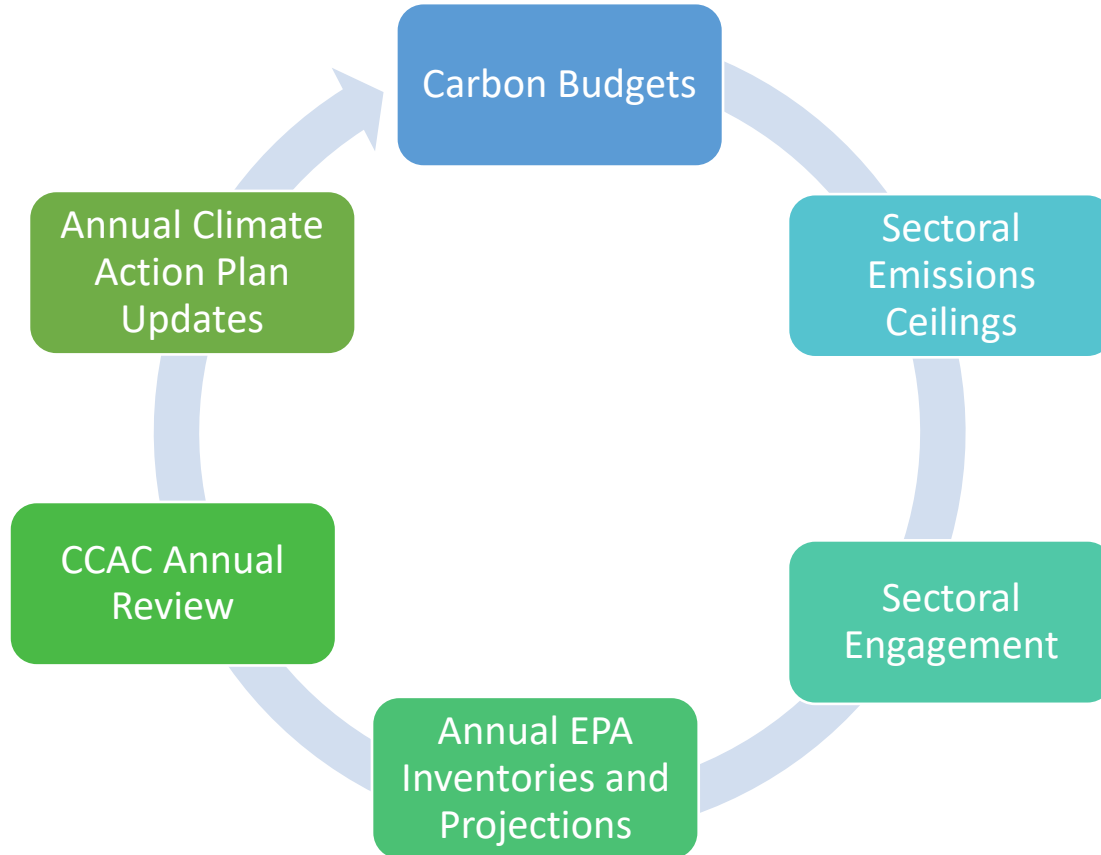 Carbon Budgets
Sectoral
Emissions
Ceilings
Sectoral
Engagement
Annual EPA
Inventories and
Projections
CCAC Annual
Review
Annual Climate
Action Plan
Updates